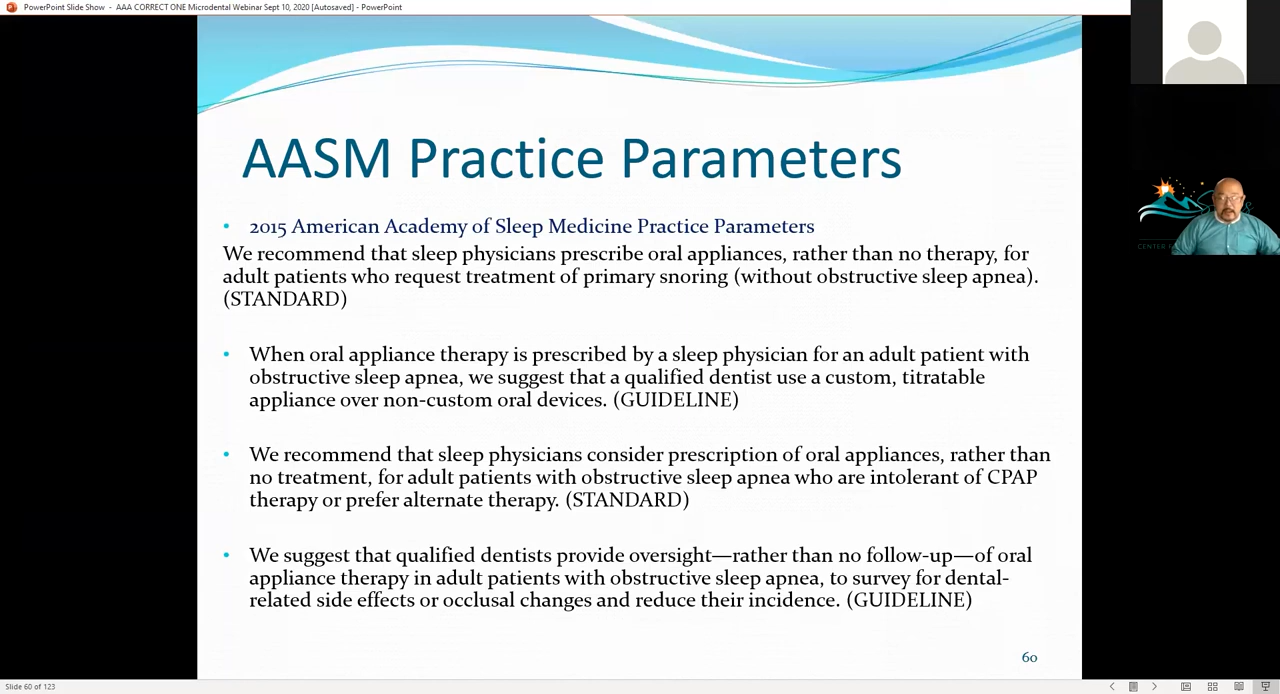 PowerPoint Slide Show - AAA CORRECT ONE Microdental Webinar Sept 10, 2020 [Autosaved] - PowerPoint
AASM Practice Parameters
• 2015 American Academy of Sleep Medicine Practice Parameters
We recommend that sleep physicians prescribe oral appliances, rather than no therapy, for
adult patients who request treatment of primary snoring (without obstructive sleep apnea).
(STANDARD)
• When oral appliance therapy is prescribed by a sleep physician for an adult patient with
obstructive sleep apnea, we suggest that a qualified dentist use a custom, titratable
appliance over non-custom oral devices. (GUIDELINE)
• We recommend that sleep physicians consider prescription of oral appliances, rather than
no treatment, for adult patients with obstructive sleep apnea who are intolerant of CPAP
therapy or prefer alternate therapy. (STANDARD)
• We suggest that qualified dentists provide oversight—rather than no follow-up—of oral
appliance therapy in adult patients with obstructive sleep apnea, to survey for dental-
related side effects or occlusal changes and reduce their incidence. (GUIDELINE)
60
CENTER
Slide 60 of 123